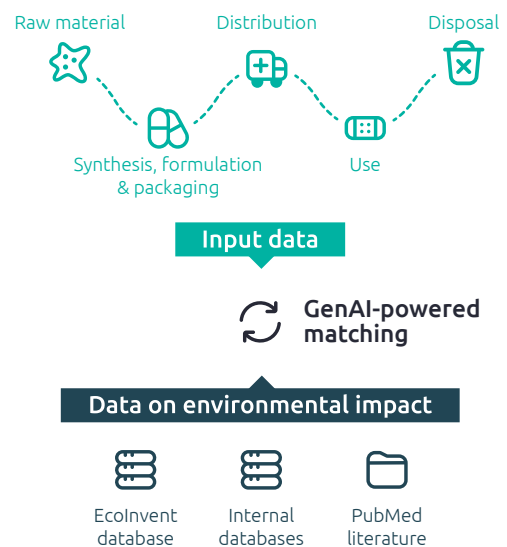 Raw material
Distribution
Disposal
Synthesis, formulation
& packaging
Use
Input data
GenAI-powered
matching
Data on environmental impact
EcoInvent
database
Internal
databases
PubMed
literature